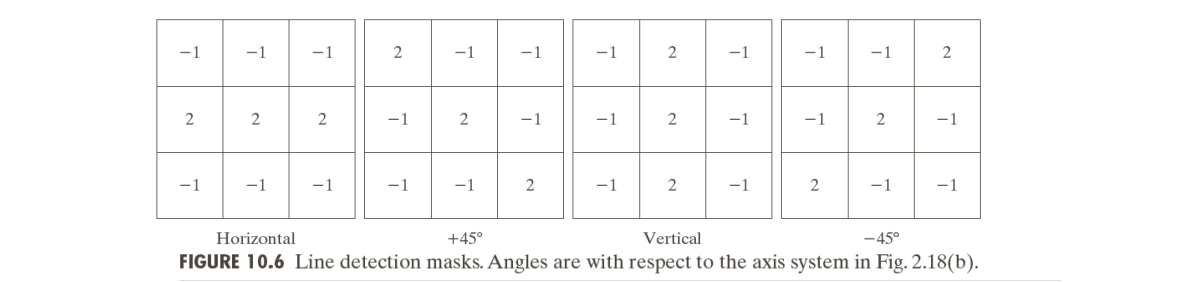 −1 −1 −1 2 −1 −1 −1 2 −1 −1 −1 2
2 2 2 −1 2 −1 −1 2 −1 −1 2 −1
−1 −1 −1 −1 −1 2 −1 2 −1 2 −1 −1
Horizontal +45° Vertical −45°
FIGURE 10.6 Line detection masks. Angles are with respect to the axis system in Fig. 2.18(b).